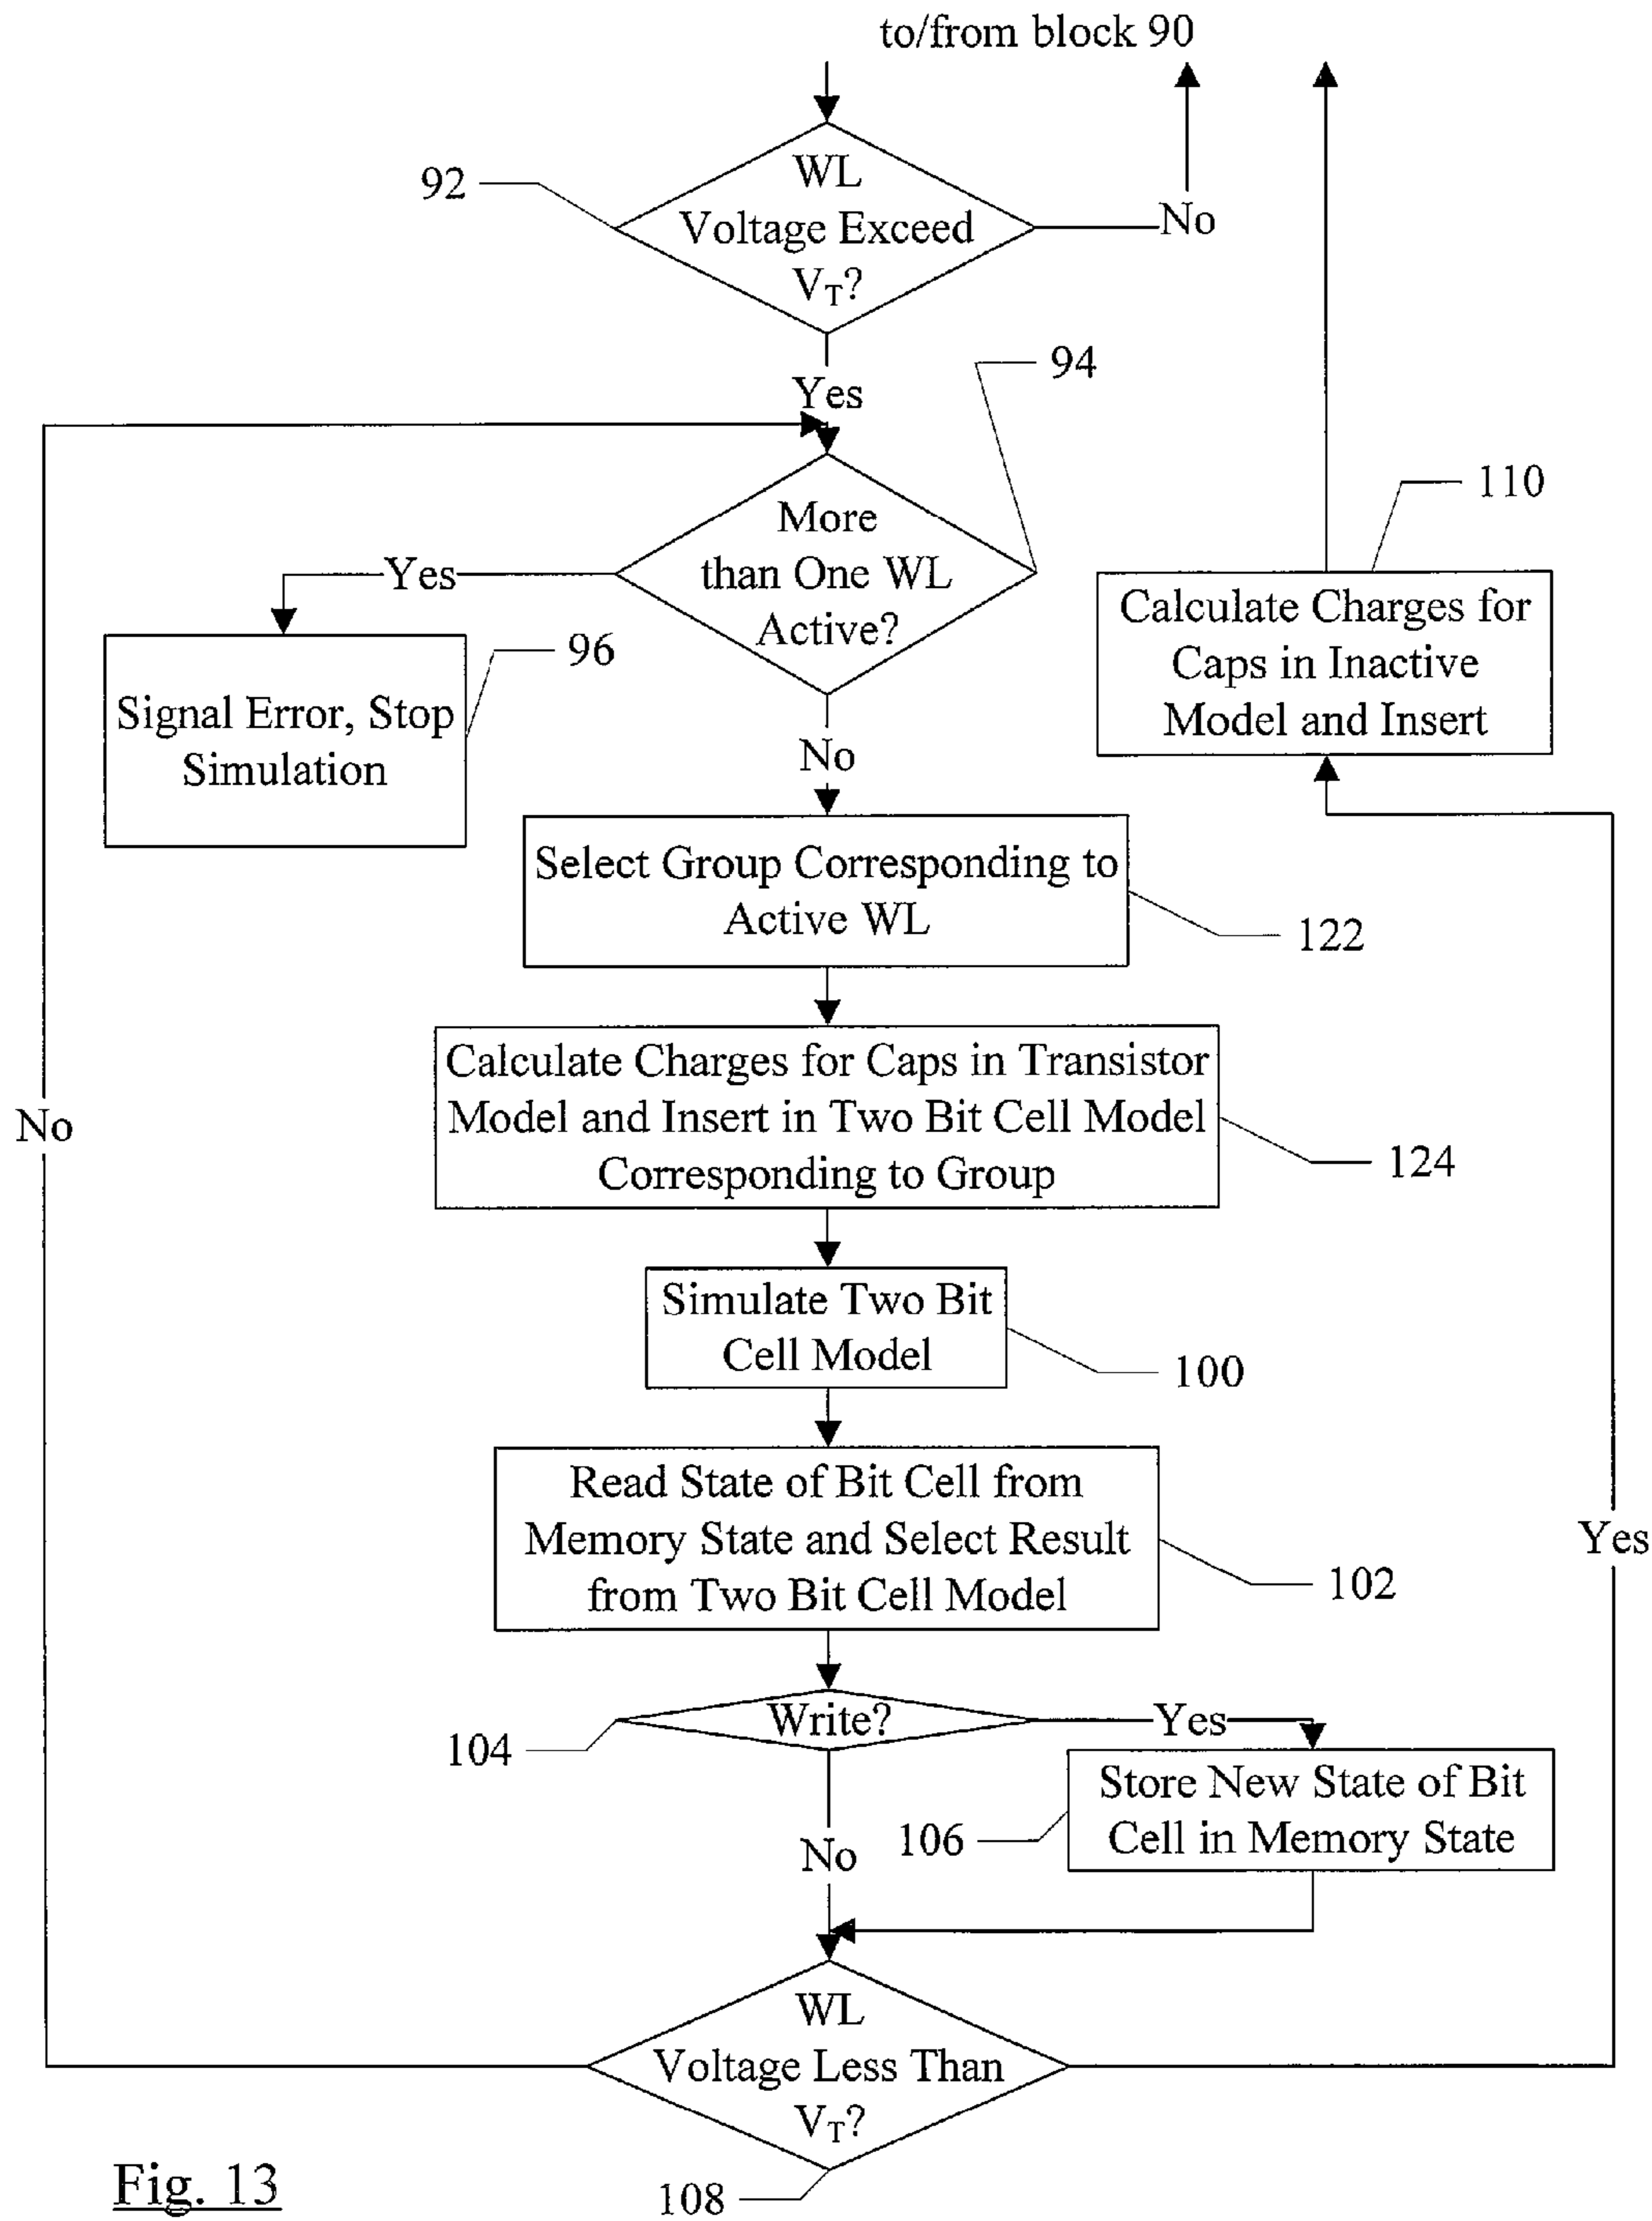 to/from block 90
WL
Voltage Exceed
VT?
92
No
Yes
94
More
than One WL
Active?
Yes
96
Signal Error, Stop
Simulation
110
Calculate Charges for
Caps in Inactive
Model and Insert
No
Select Group Corresponding to
Active WL
122
Calculate Charges for Caps in Transistor
Model and Insert in Two Bit Cell Model
Corresponding to Group
124
No
Simulate Two Bit
Cell Model
100
Read State of Bit Cell from
Memory State and Select Result
from Two Bit Cell Model
102
Yes
Write?
104
Yes
Store New State of Bit
Cell in Memory State
106
No
WL
Voltage Less Than
VT?
108
Fig. 13